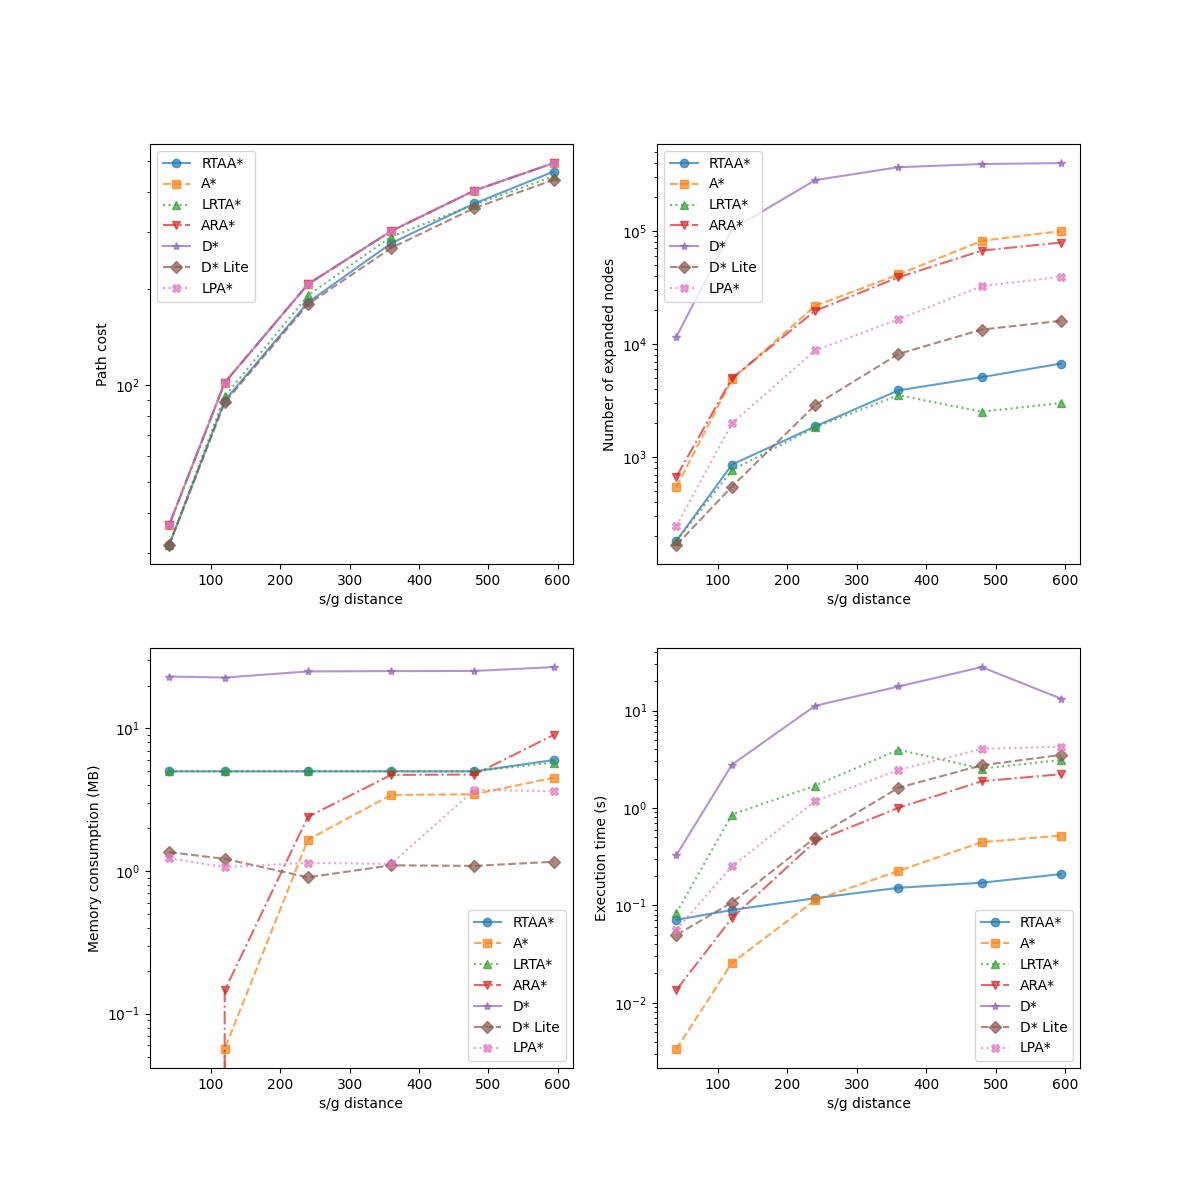 RTAA*
A*
LRTA*
ARA*
D*
D* Lite
LPA*
Path cost
10^2
100 200 300 400 500 600
s/g distance
RTAA*
A*
LRTA*
ARA*
D*
D* Lite
LPA*
Number of expanded nodes
10^5
10^4
10^3
100 200 300 400 500 600
s/g distance
Memory consumption (MB)
10^1
10^0
10^-1
RTAA*
A*
LRTA*
ARA*
D*
D* Lite
LPA*
100 200 300 400 500 600
s/g distance
Execution time (s)
10^1
10^0
10^-1
10^-2
RTAA*
A*
LRTA*
ARA*
D*
D* Lite
LPA*
100 200 300 400 500 600
s/g distance